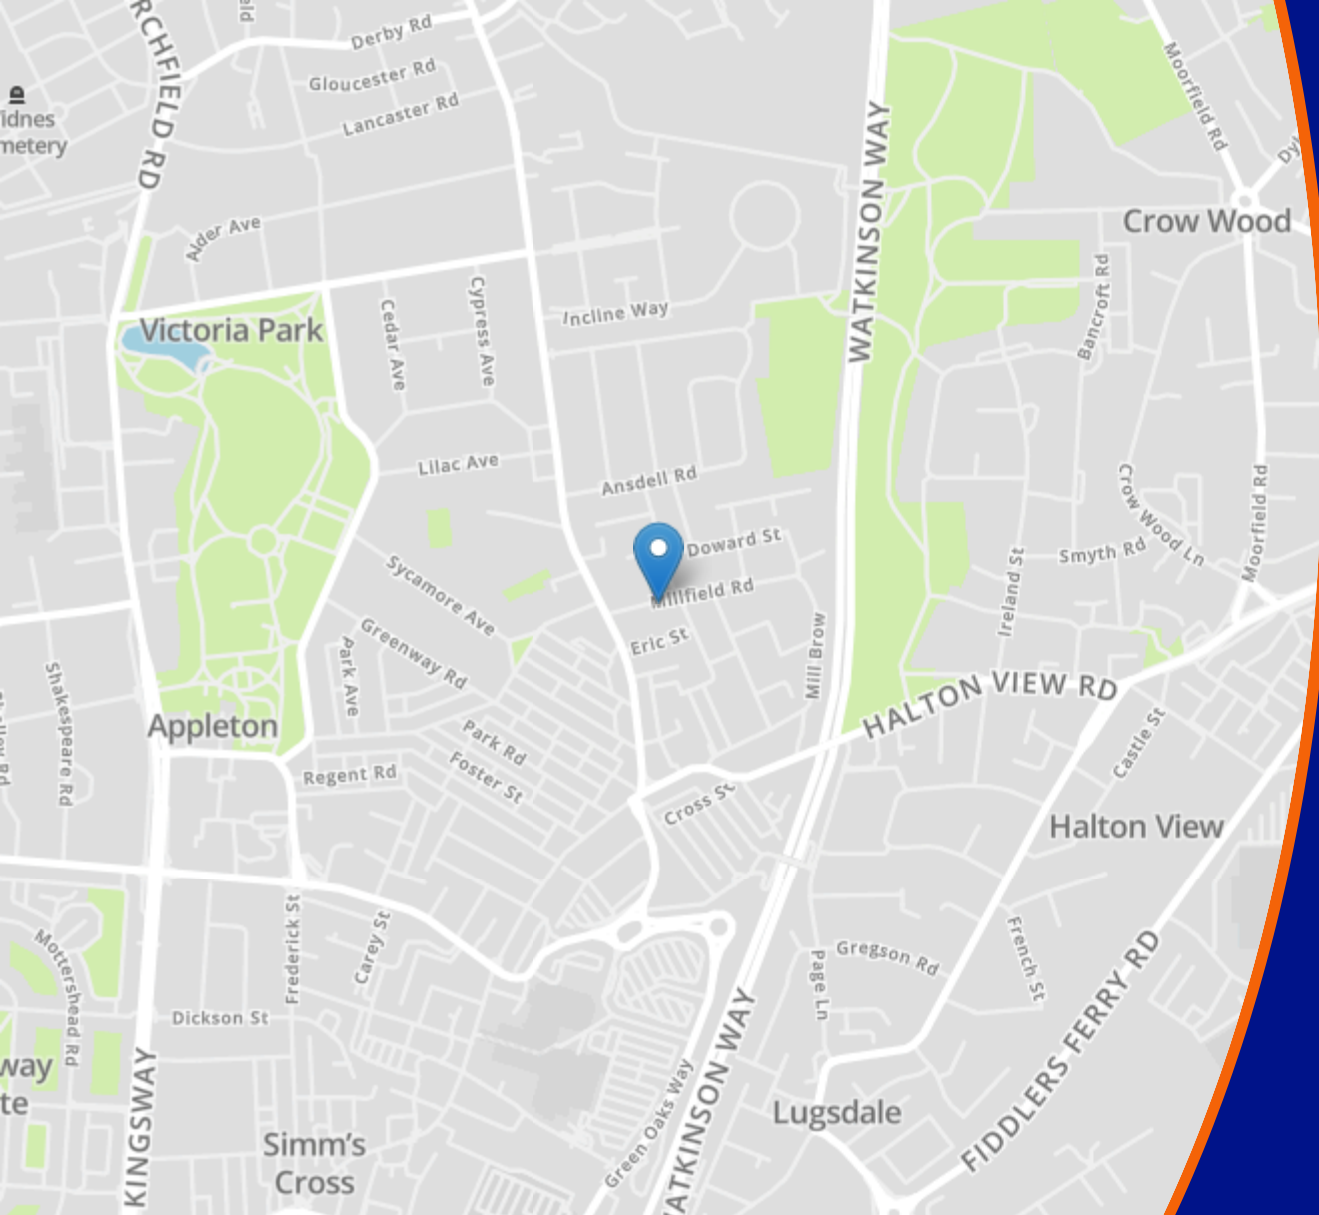 RCHFIELD RD
Derby Rd
Gloucester Rd
Lancaster Rd
Moorfield Rd
idnes
metery
WATKINSON WAY
Crow Wood
Alder Ave
Cedar Ave
Cypress Ave
Incline Way
Bancroft Rd
Victoria Park
Lilac Ave
Ansdell Rd
Crow Wood Ln
Moorfield Rd
Doward St
Smyth Rd
Ireland St
Millfield Rd
Sycamore Ave
Greenway Rd
Park Ave
Eric St
Mill Brow
HALTON VIEW RD
Shakespeare Rd
Appleton
Park Rd
Foster St
Regent Rd
Cross St
Castle St
Halton View
Frederick St
Carey St
Mottershead Rd
Dickson St
Page Ln
Gregson Rd
French St
FIDDLERS FERRY RD
way
te
KINGSWAY
Simm's
Cross
Green Oaks Way
WATKINSON WAY
Lugsdale